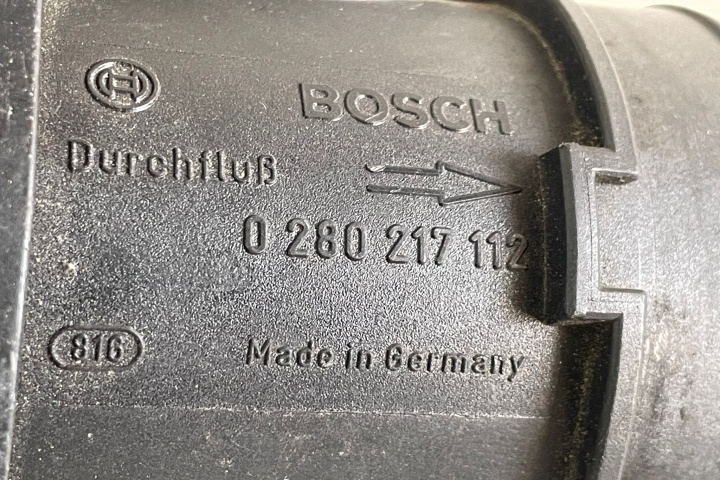 BOSCH
Durchfluß
0 280 217 112
816
Made in Germany